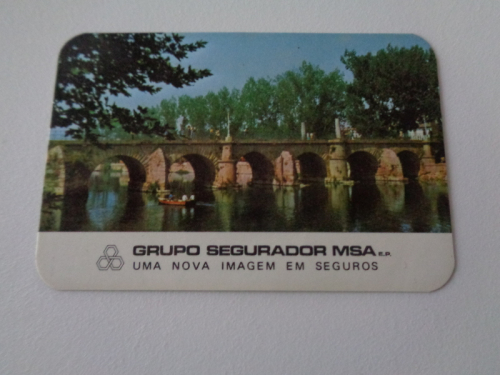 GRUPO SEGURADOR MSA E.P.
UMA NOVA IMAGEM EM SEGUROS